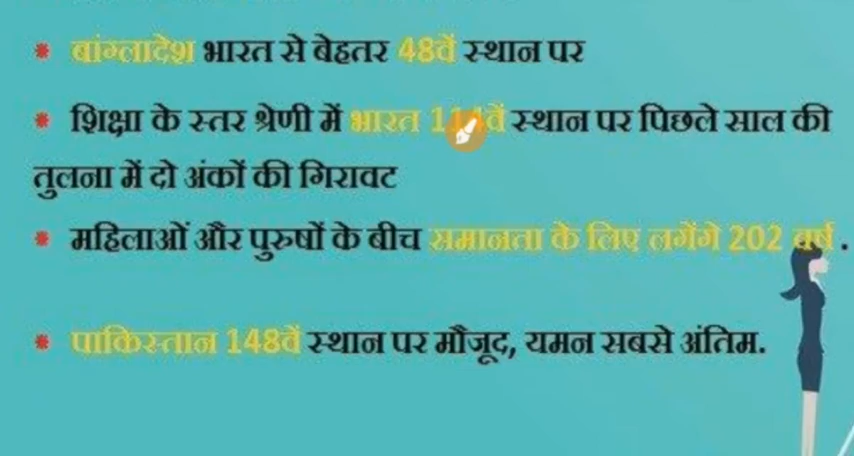 * बांग्लादेश भारत से बेहतर 48वें स्थान पर
* शिक्षा के स्तर श्रेणी में भारत स्थान पर पिछले साल की
तुलना में दो अंकों की गिरावट
* महिलाओं और पुरुषों के बीच समानता के लिए लगेंगे 202 वर्ष .
* पाकिस्तान 148वें स्थान पर मौजूद, यमन सबसे अंतिम.